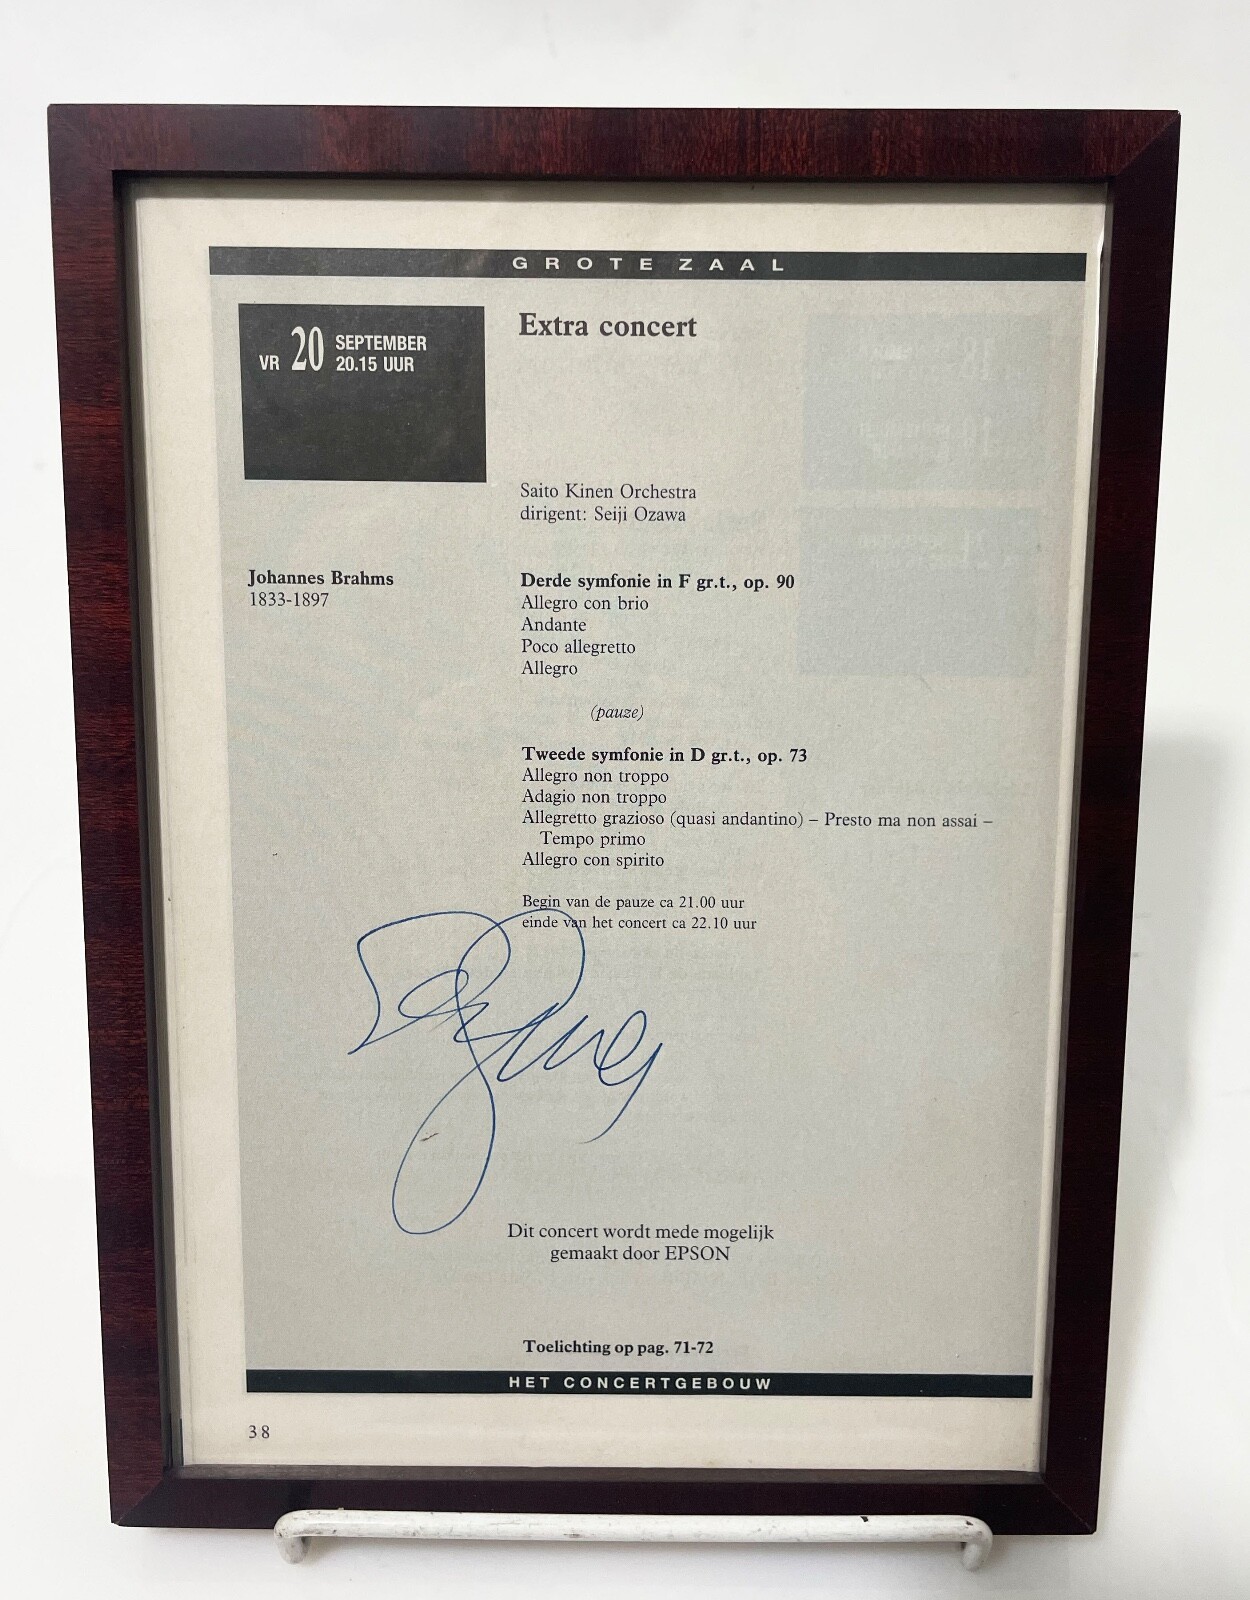 GROTE ZAAL
VR 20 SEPTEMBER
20.15 UUR
Extra concert
Saito Kinen Orchestra
dirigent: Seiji Ozawa
Johannes Brahms
1833-1897
Derde symfonie in F gr.t., op. 90
Allegro con brio
Andante
Poco allegretto
Allegro
(pauze)
Tweede symfonie in D gr.t., op. 73
Allegro non troppo
Adagio non troppo
Allegretto grazioso (quasi andantino) – Presto ma non assai –
Tempo primo
Allegro con spirito
Begin van de pauze ca 21.00 uur
einde van het concert ca 22.10 uur
Dit concert wordt mede mogelijk
gemaakt door EPSON
Toelichting op pag. 71-72
HET CONCERTGEBOUW
38